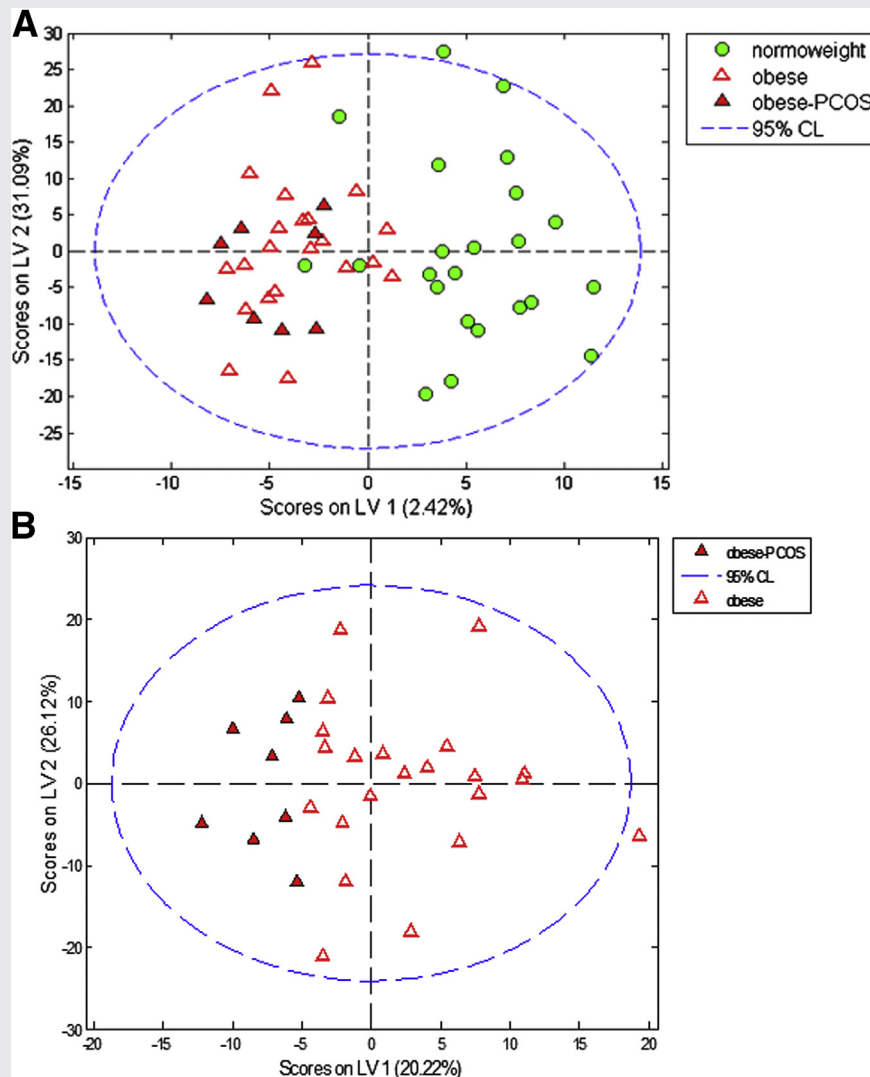 A
30
25
20
15
10
5
0
-5
-10
-15
-20
-25
Scores on LV 2 (31.09%)
-15 -10 -5 0 5 10 15
Scores on LV 1 (2.42%)
normoweight
obese
obese-PCOS
95% CL
B
30
20
10
0
-10
-20
-30
Scores on LV 2 (26.12%)
-20 -15 -10 -5 0 5 10 15 20
Scores on LV 1 (20.22%)
obese-PCOS
95% CL
obese